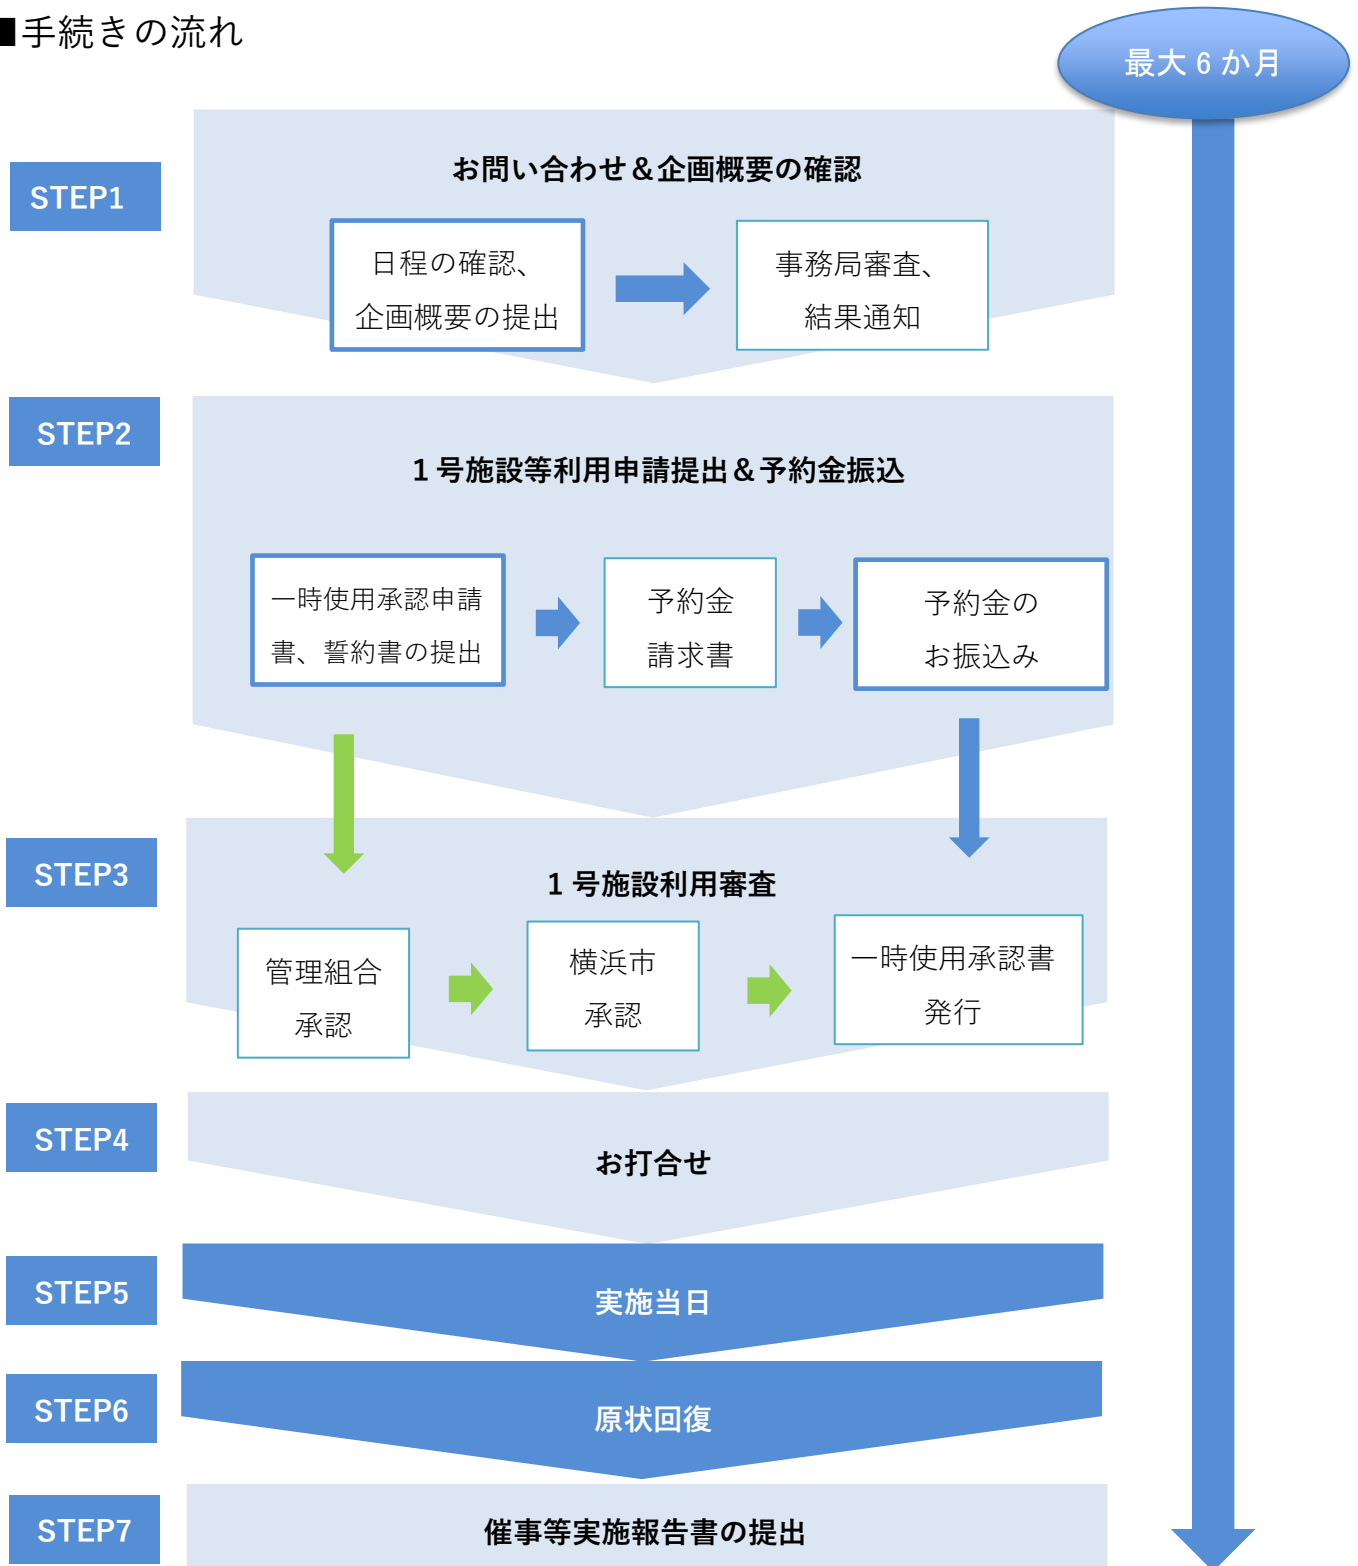 ■手続きの流れ
最大 6 か月
STEP1
お問い合わせ＆企画概要の確認
日程の確認、
企画概要の提出
事務局審査、
結果通知
STEP2
1 号施設等利用申請提出＆予約金振込
一時使用承認申請
書、誓約書の提出
予約金
請求書
予約金の
お振込み
STEP3
1 号施設利用審査
管理組合
承認
横浜市
承認
一時使用承認書
発行
STEP4
お打合せ
STEP5
実施当日
STEP6
原状回復
STEP7
催事等実施報告書の提出